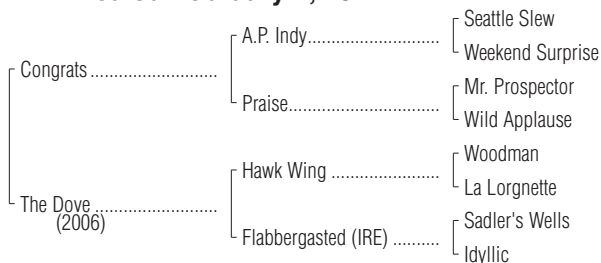 Seattle Slew
A.P. Indy
Weekend Surprise
Congrats
Mr. Prospector
Praise
Wild Applause
Woodman
Hawk Wing
La Lorgnette
The Dove
(2006)
Sadler's Wells
Flabbergasted (IRE)
Idyllic